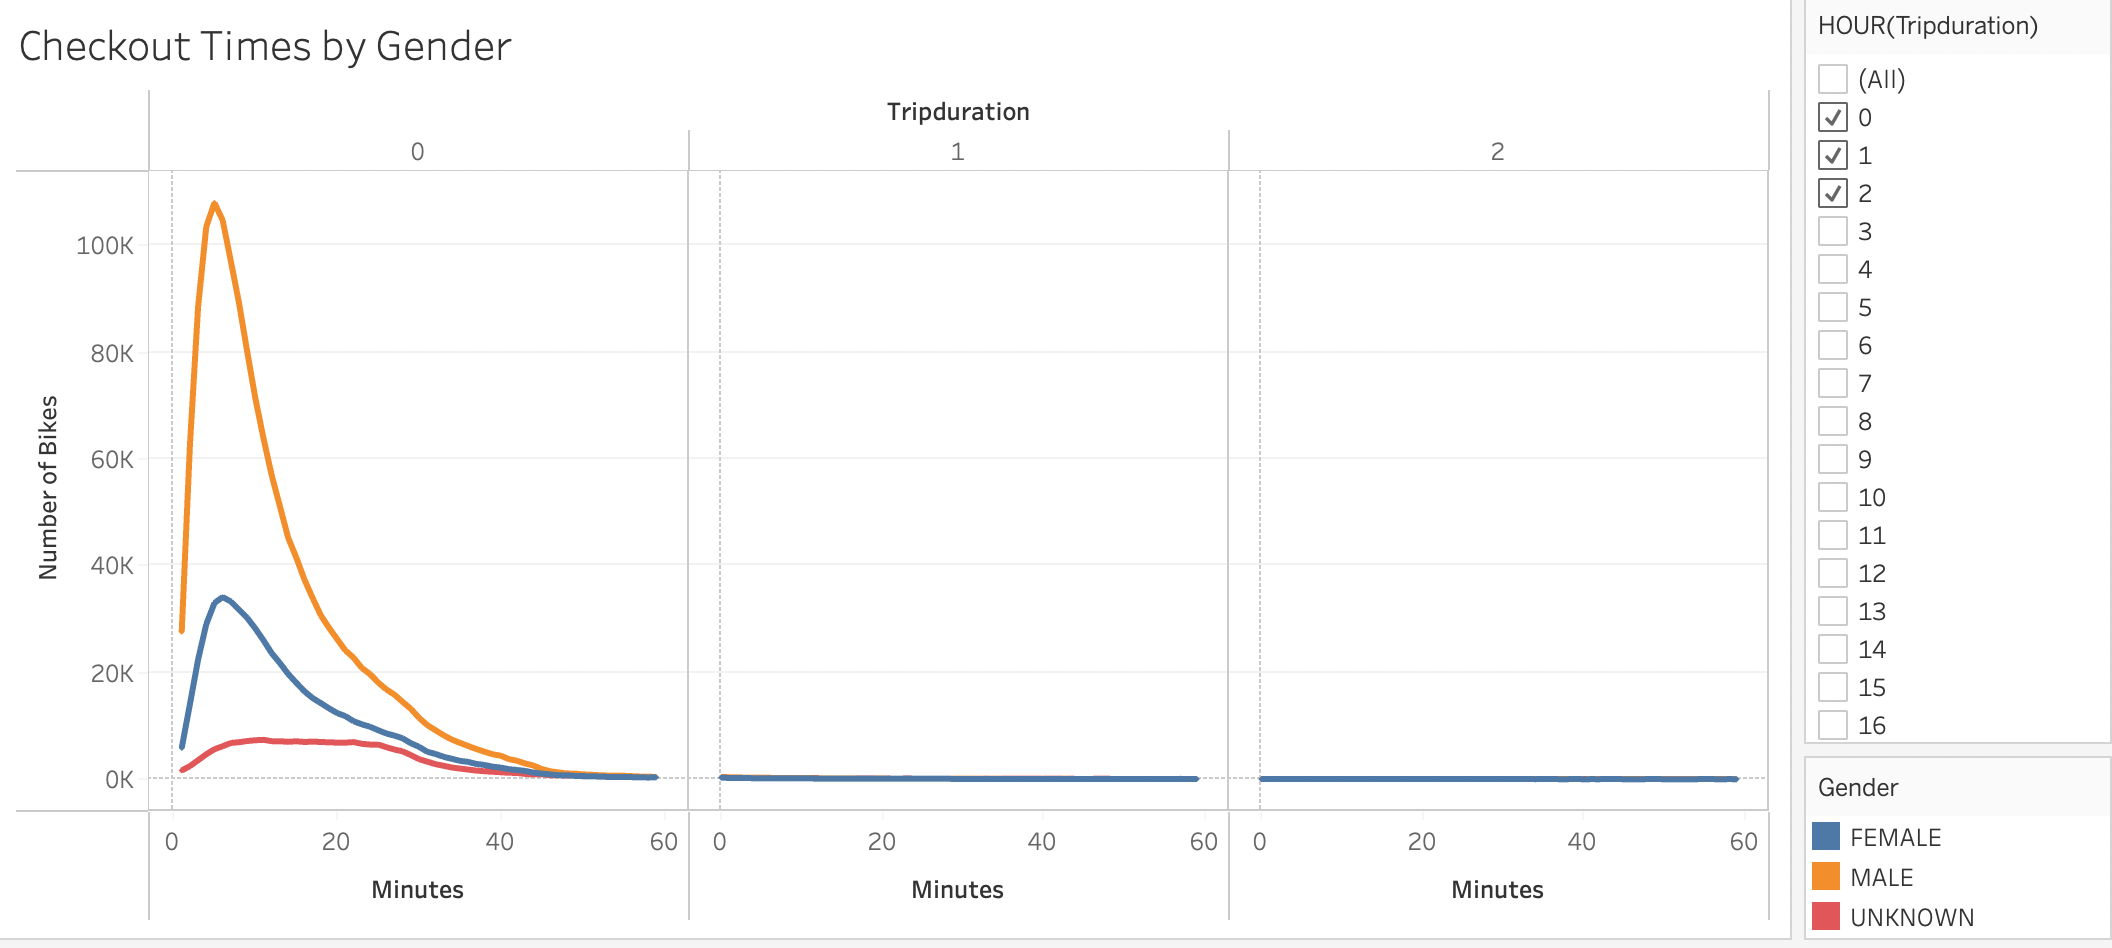 Checkout Times by Gender
Tripduration
0 1 2
100K
80K
60K
40K
20K
0K
Number of Bikes
0 20 40 60 0 20 40 60 0 20 40 60
Minutes Minutes Minutes
HOUR(Tripduration)
(All)
0
1
2
3
4
5
6
7
8
9
10
11
12
13
14
15
16
Gender
FEMALE
MALE
UNKNOWN